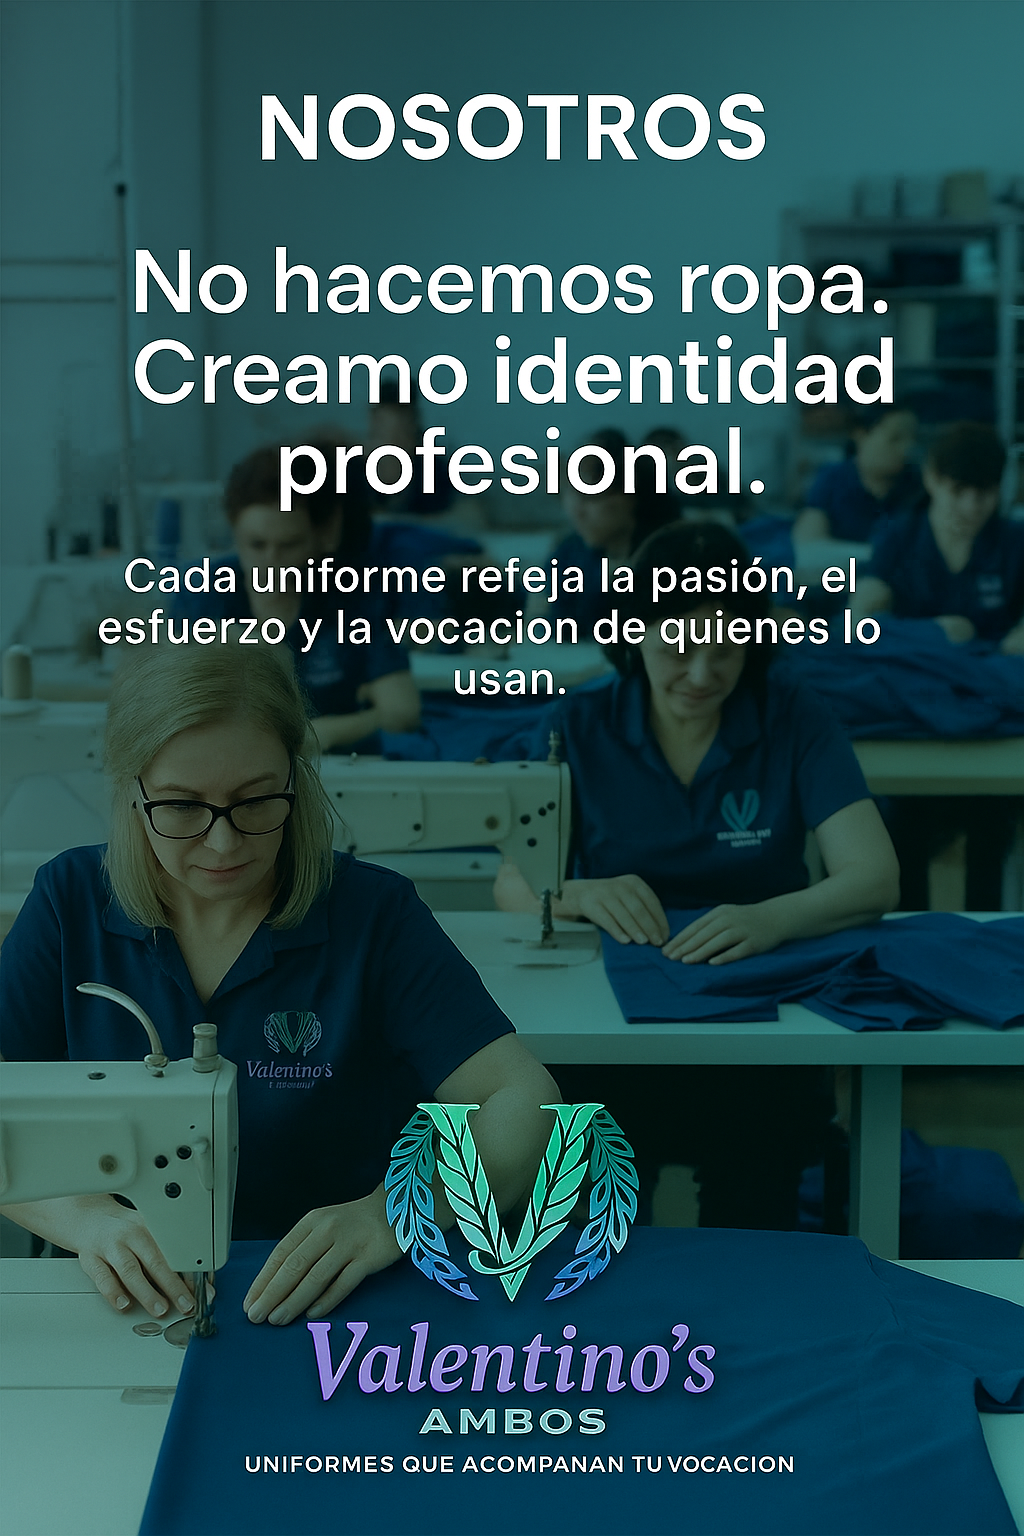 NOSOTROS
No hacemos ropa.
Creamo identidad
profesional.
Cada uniforme refeja la pasión, el
esfuerzo y la vocacion de quienes lo
usan.
Valenino's
Valentino's
AMBOS
UNIFORMES QUE ACOMPANAN TU VOCACION